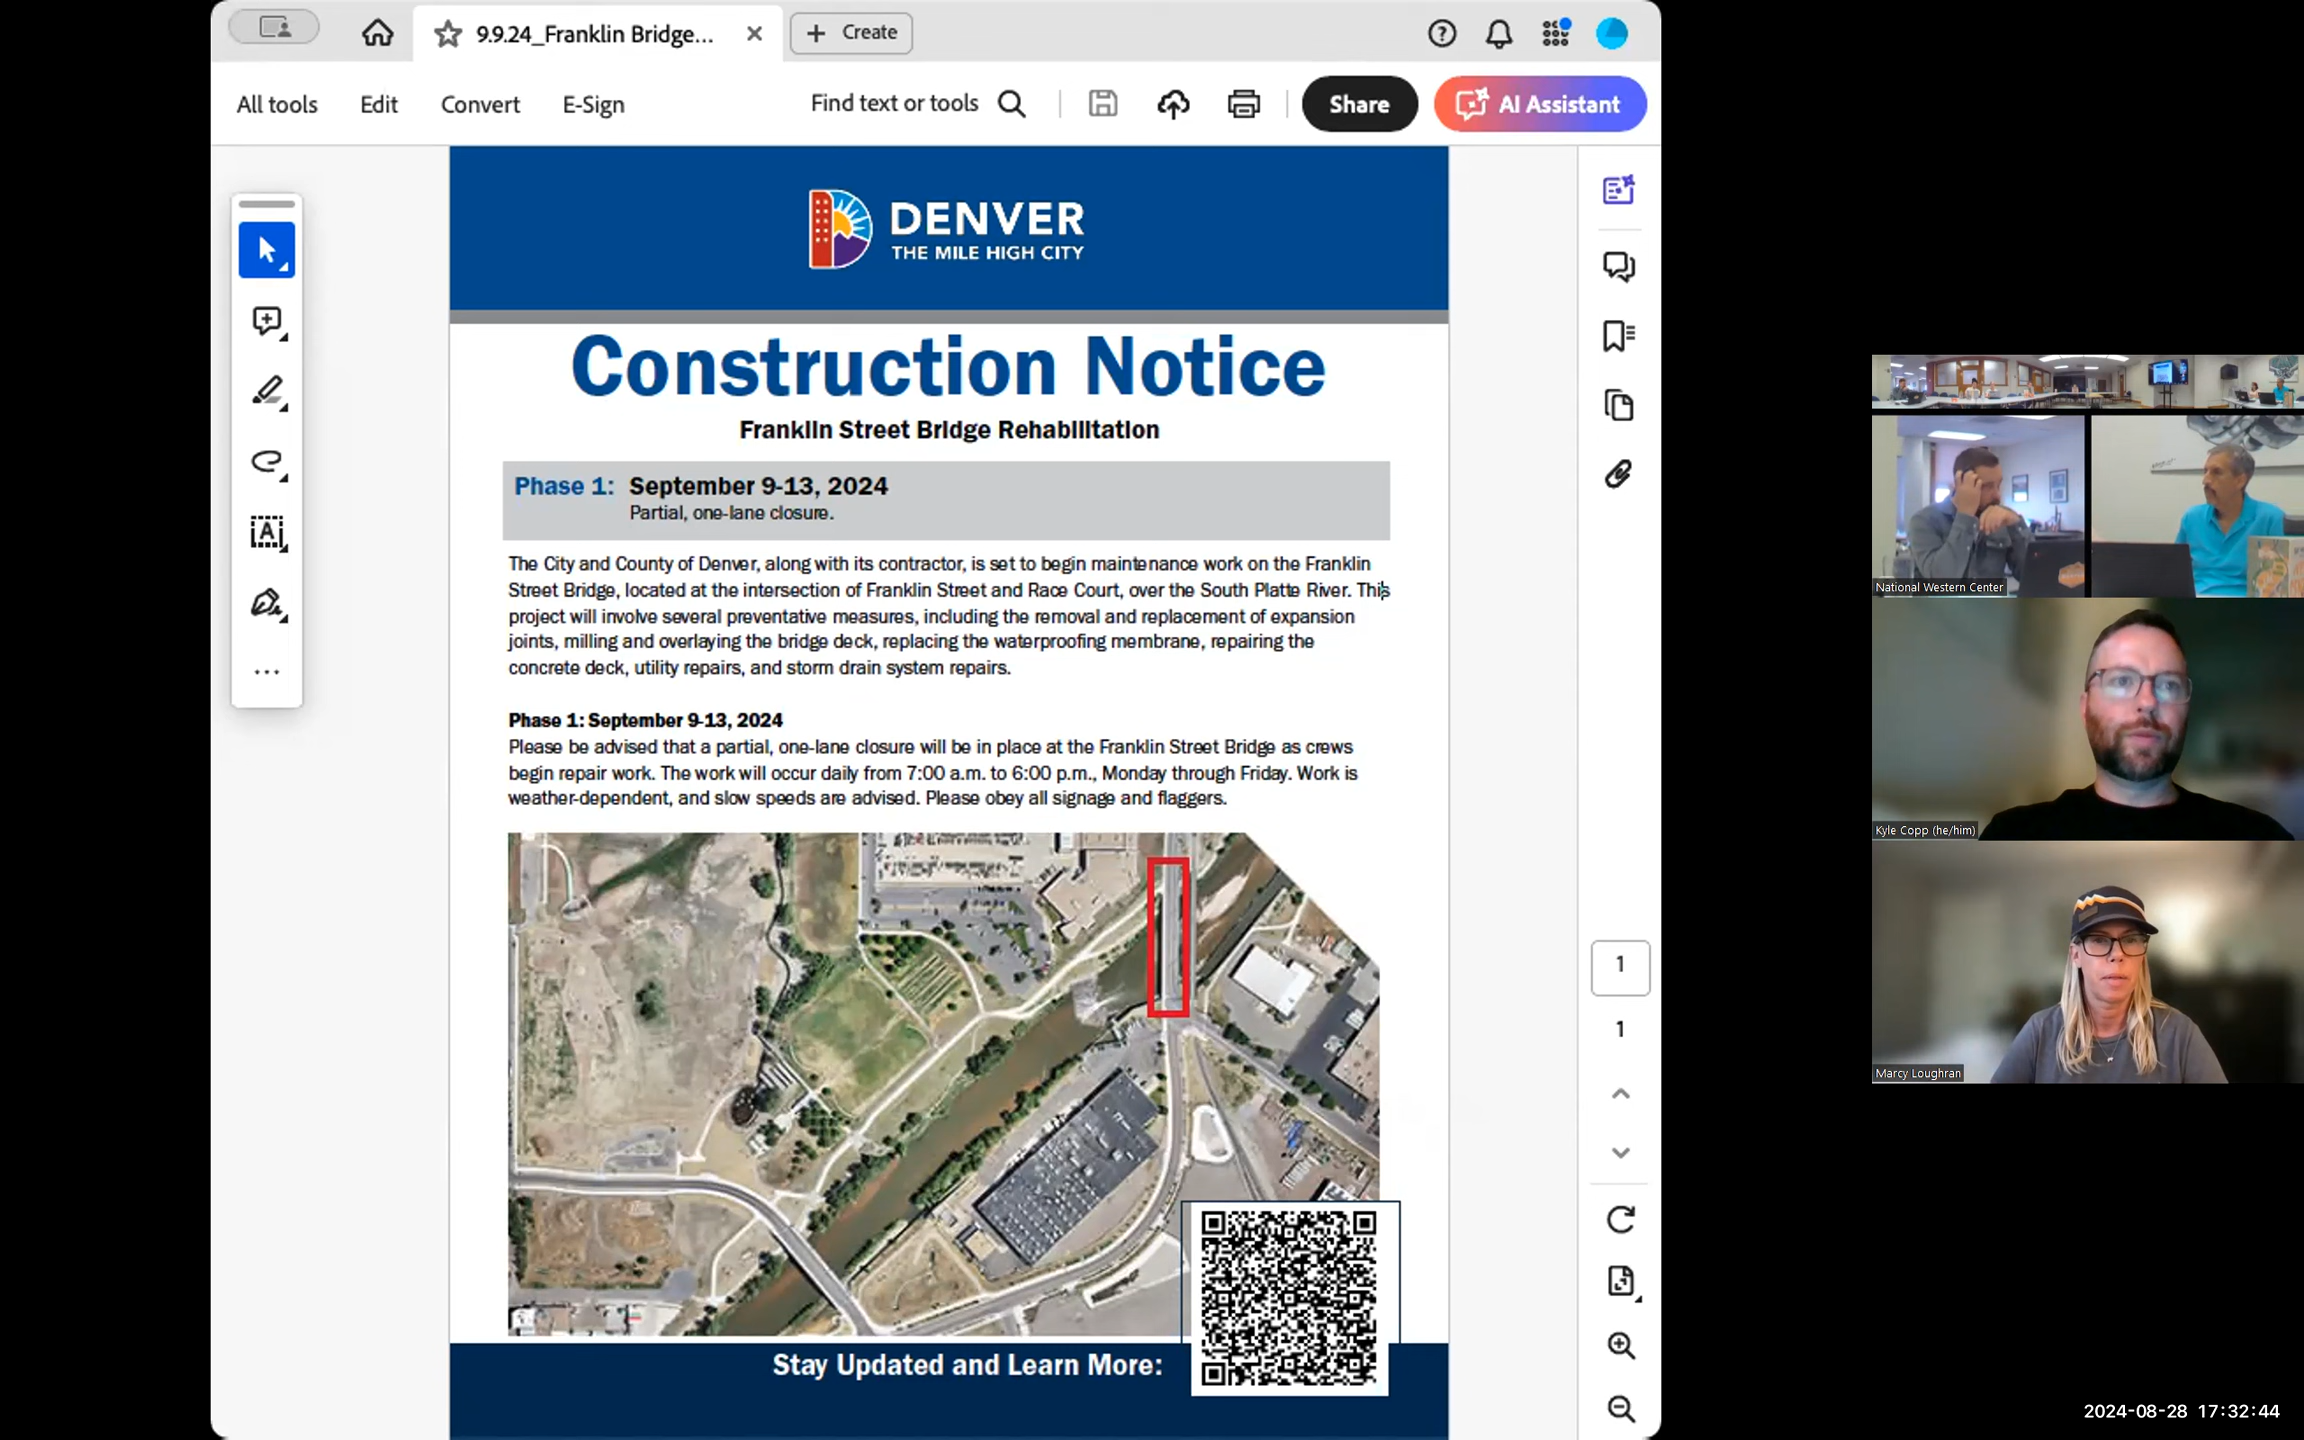 9.9.24_Franklin Bridge...
Create
All tools
Edit
Convert
E-Sign
Find text or tools
Share
AI Assistant
DENVER
THE MILE HIGH CITY
Construction Notice
Franklin Street Bridge Rehabilitation
Phase 1: September 9-13, 2024
Partial, one-lane closure.
The City and County of Denver, along with its contractor, is set to begin maintenance work on the Franklin
Street Bridge, located at the intersection of Franklin Street and Race Court, over the South Platte River. This
project will involve several preventative measures, including the removal and replacement of expansion
joints, milling and overlaying the bridge deck, replacing the waterproofing membrane, repairing the
concrete deck, utility repairs, and storm drain system repairs.
Phase 1: September 9-13, 2024
Please be advised that a partial, one-lane closure will be in place at the Franklin Street Bridge as crews
begin repair work. The work will occur daily from 7:00 a.m. to 6:00 p.m., Monday through Friday. Work is
weather-dependent, and slow speeds are advised. Please obey all signage and flaggers.
Stay Updated and Learn More:
1
1
National Western Center
Kyle Copp (he/him)
Marcy Loughran
2024-08-28 17:32:44